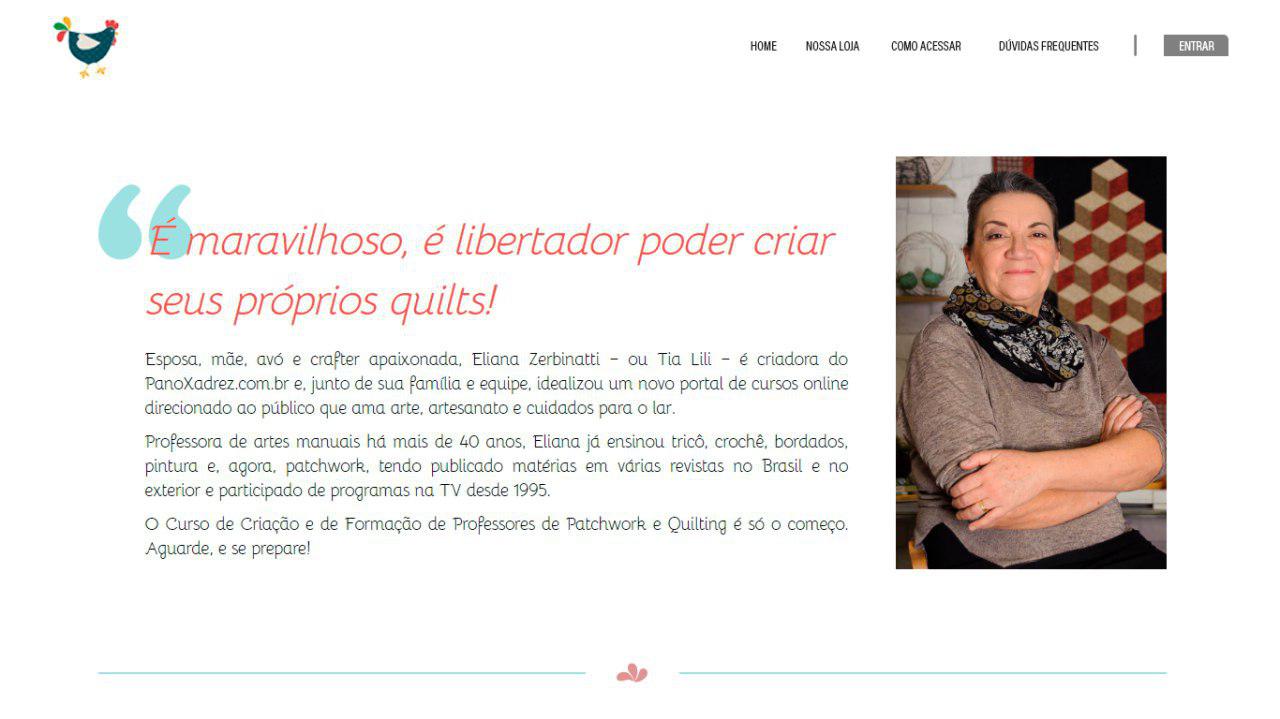 HOME NOSSA LOJA COMO ACESSAR DÚVIDAS FREQUENTES ENTRAR
“É maravilhoso, é libertador poder criar
seus próprios quilts!
Esposa, mãe, avó e crafter apaixonada, Eliana Zerbinatti – ou Tia Lili – é criadora do
PanoXadrez.com.br e, junto de sua família e equipe, idealizou um novo portal de cursos online
direcionado ao público que ama arte, artesanato e cuidados para o lar.
Professora de artes manuais há mais de 40 anos, Eliana já ensinou tricô, crochê, bordados,
pintura e, agora, patchwork, tendo publicado matérias em várias revistas no Brasil e no
exterior e participado de programas na TV desde 1995.
O Curso de Criação e de Formação de Professores de Patchwork e Quilting é só o começo.
Aguarde, e se prepare!